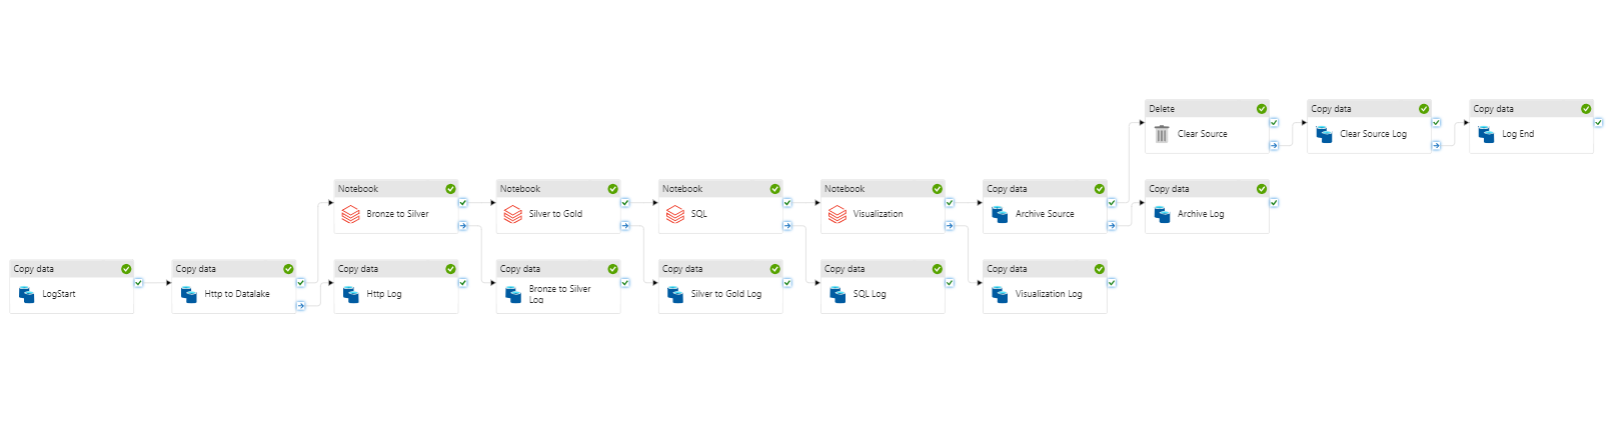 Delete
Clear Source
Copy data
Clear Source Log
Copy data
Log End
Notebook
Bronze to Silver
Notebook
Silver to Gold
Notebook
SQL
Notebook
Visualization
Copy data
Archive Source
Copy data
Archive Log
Copy data
LogStart
Copy data
Http to Datalake
Copy data
Http Log
Copy data
Bronze to Silver
Log
Copy data
Silver to Gold Log
Copy data
SQL Log
Copy data
Visualization Log